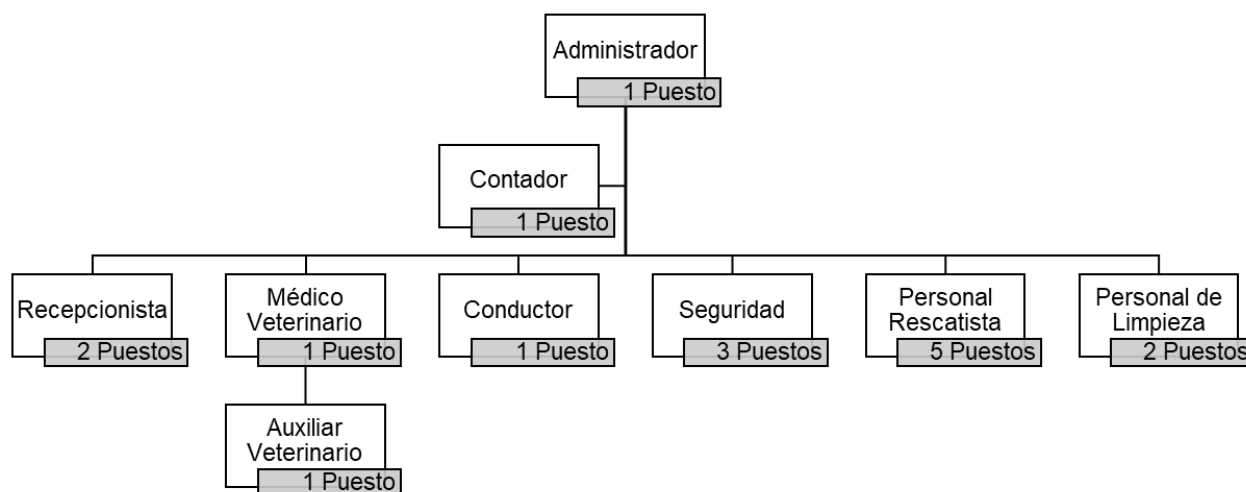 Administrador
1 Puesto
Contador
1 Puesto
Recepcionista
2 Puestos
Médico
Veterinario
1 Puesto
Conductor
1 Puesto
Seguridad
3 Puestos
Personal
Rescatista
5 Puestos
Personal de
Limpieza
2 Puestos
Auxiliar
Veterinario
1 Puesto